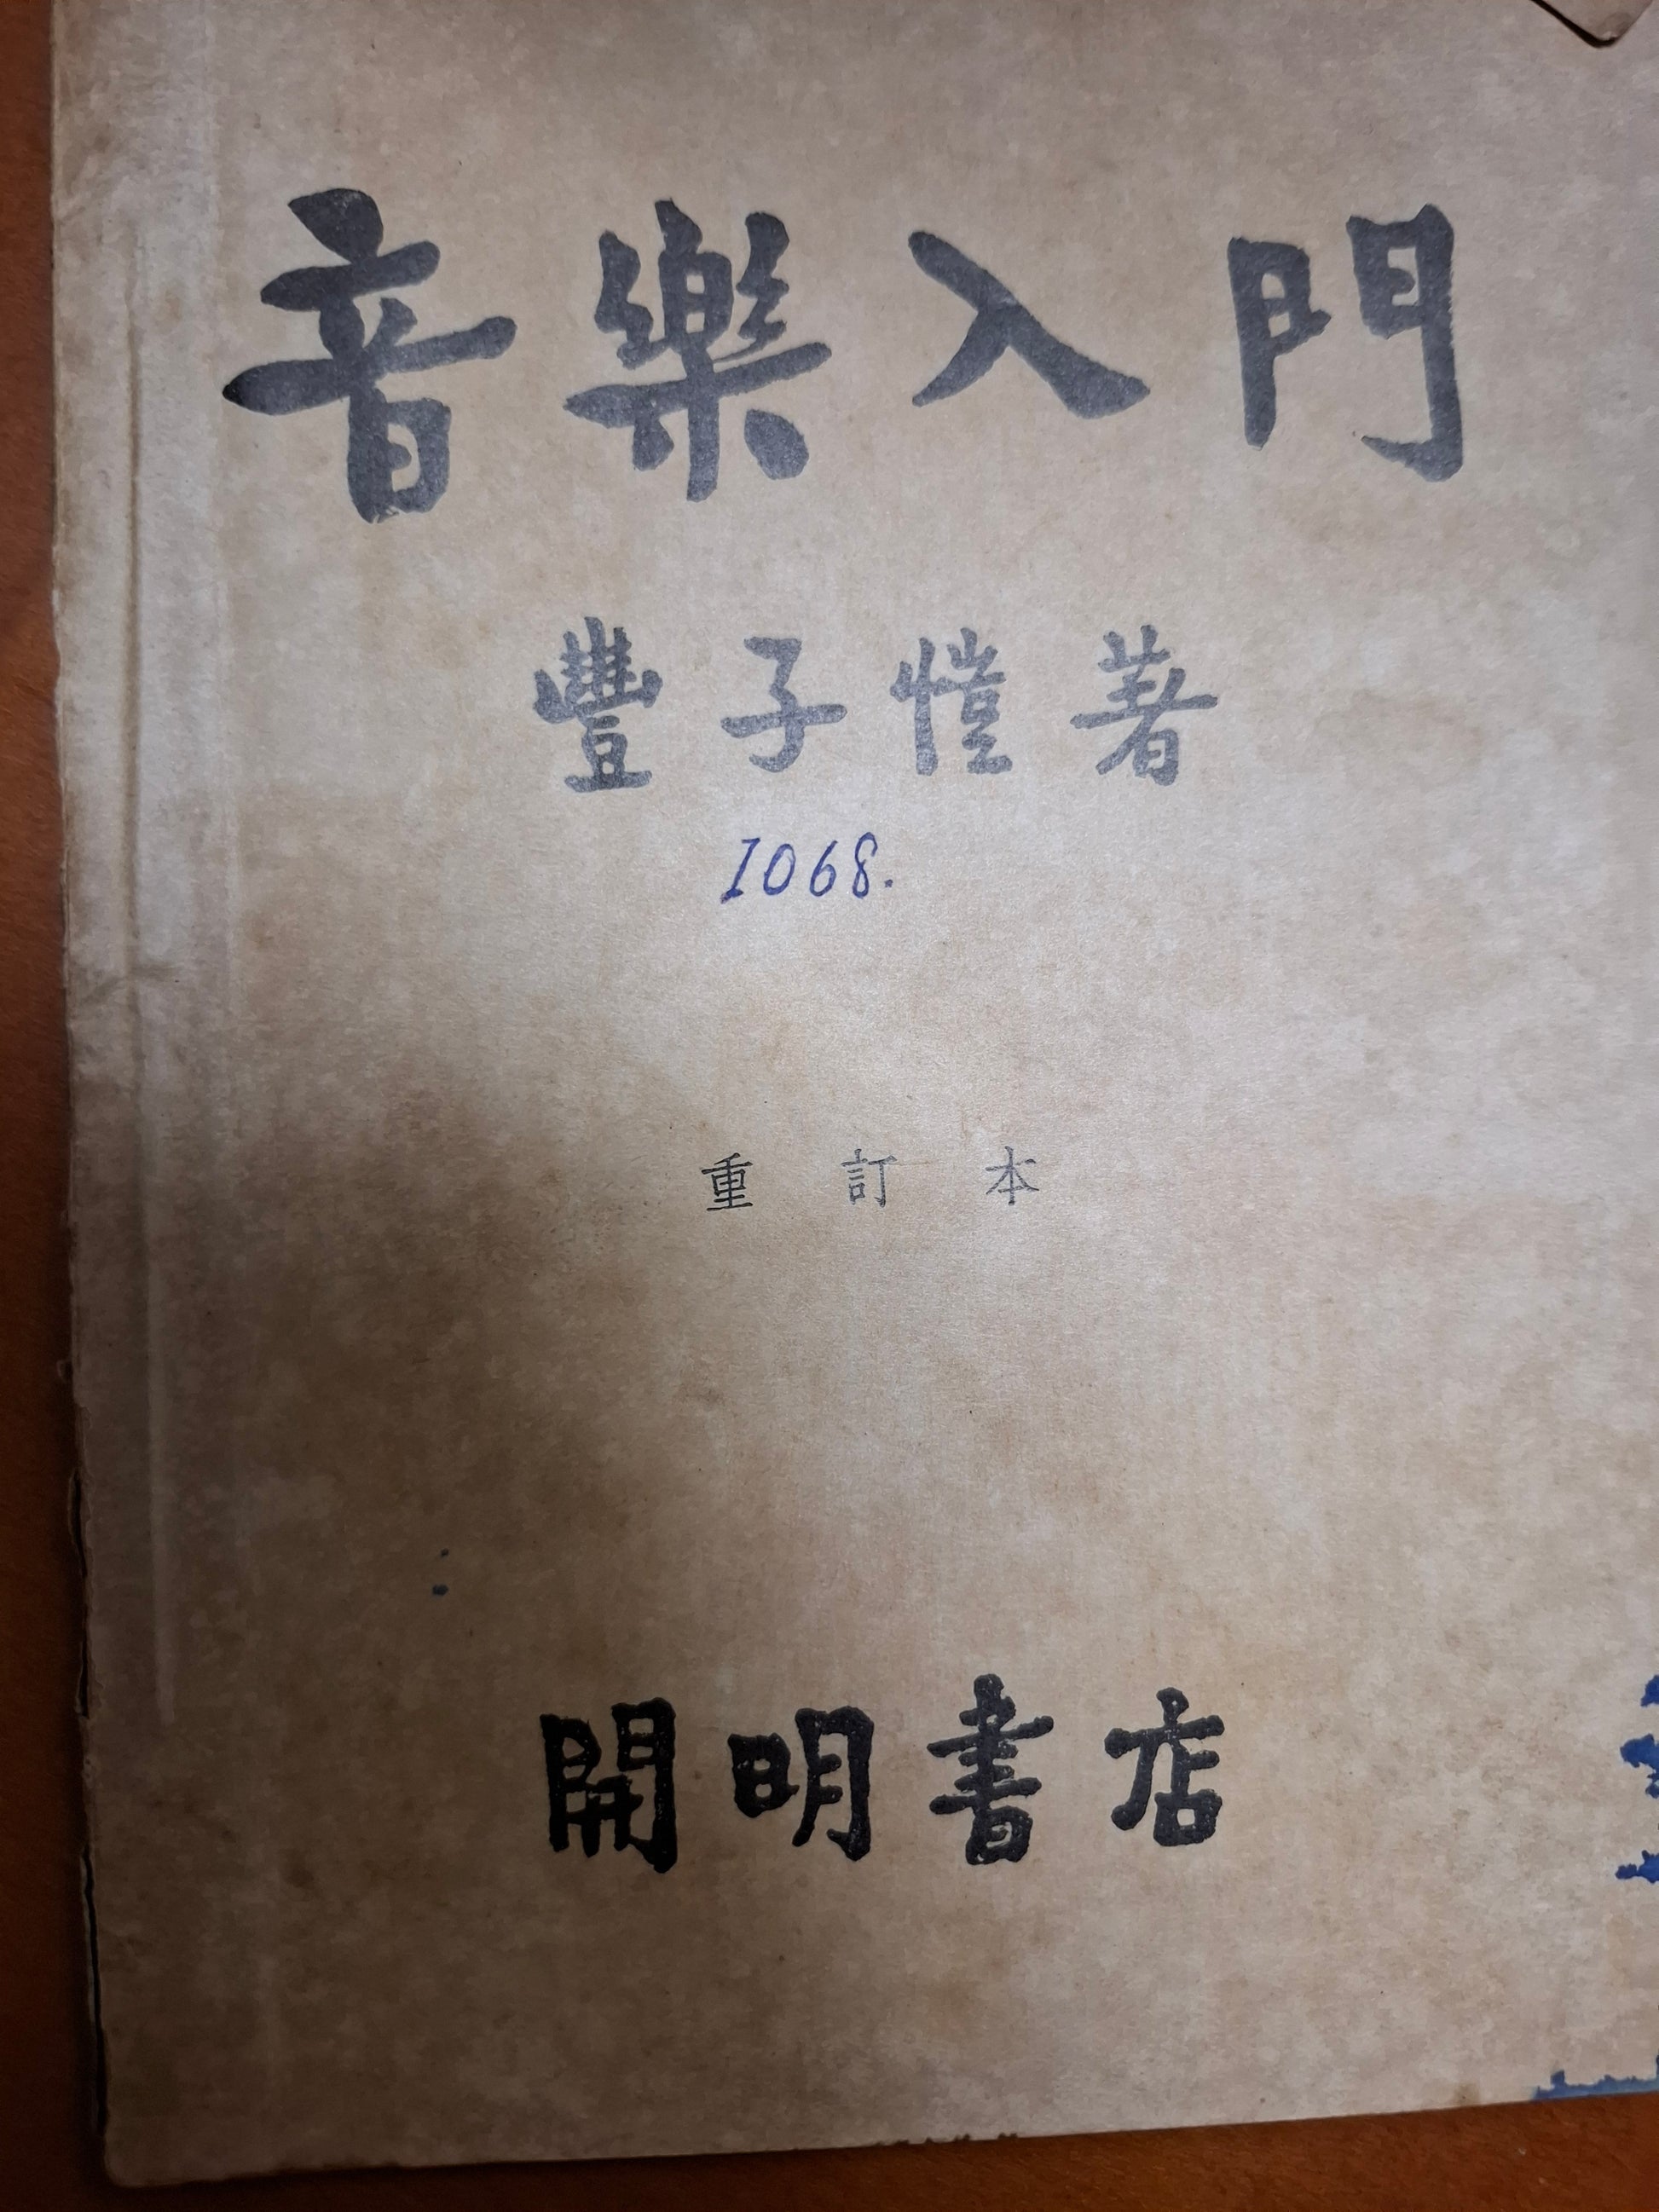 音樂入門
豐子愷著
1068.
重訂本
開明書店